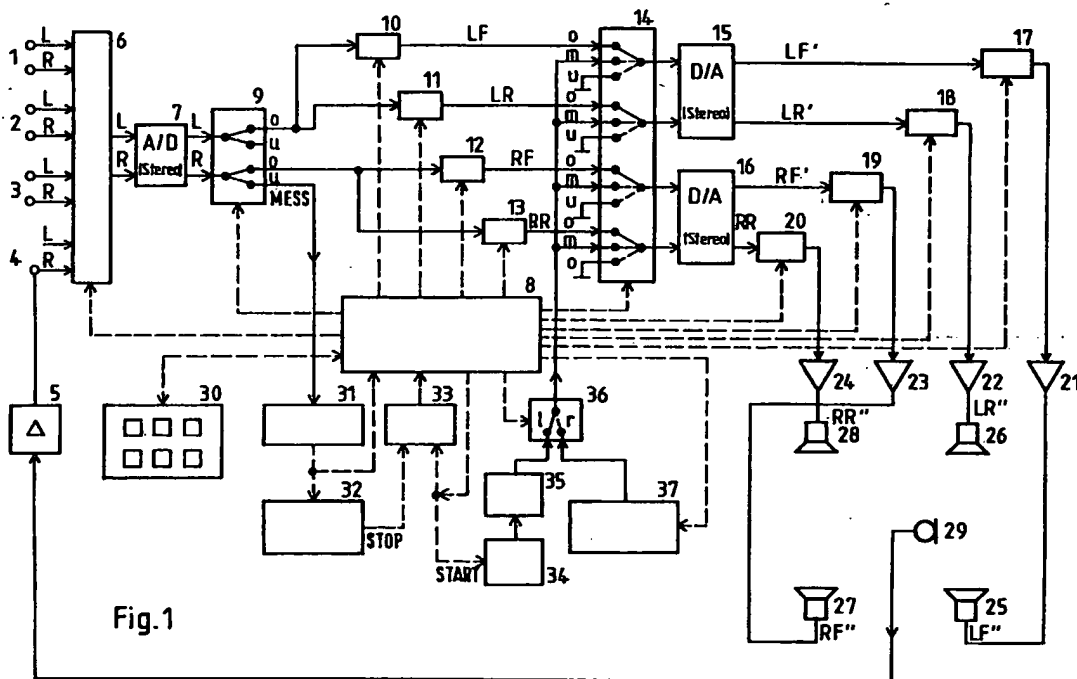 10 LF
14
15
17
1 L R
6
o m u
D/A (Stereo)
LF'
11 LR
18
2 L R
7
9
L A/D (Stereo) L
R R
o u
o u
MESS
o m u
LR'
12 RF
o m u
16
D/A (Stereo)
RF'
19
3 L R
13 RR
o m o
RR
20
4 L R
8
5 Δ
30
31
33
36
l r
24
23
22
21
RR"
28
LR"
26
32
STOP
35
37
START
34
29
Fig.1
27
RF"
25
LF"